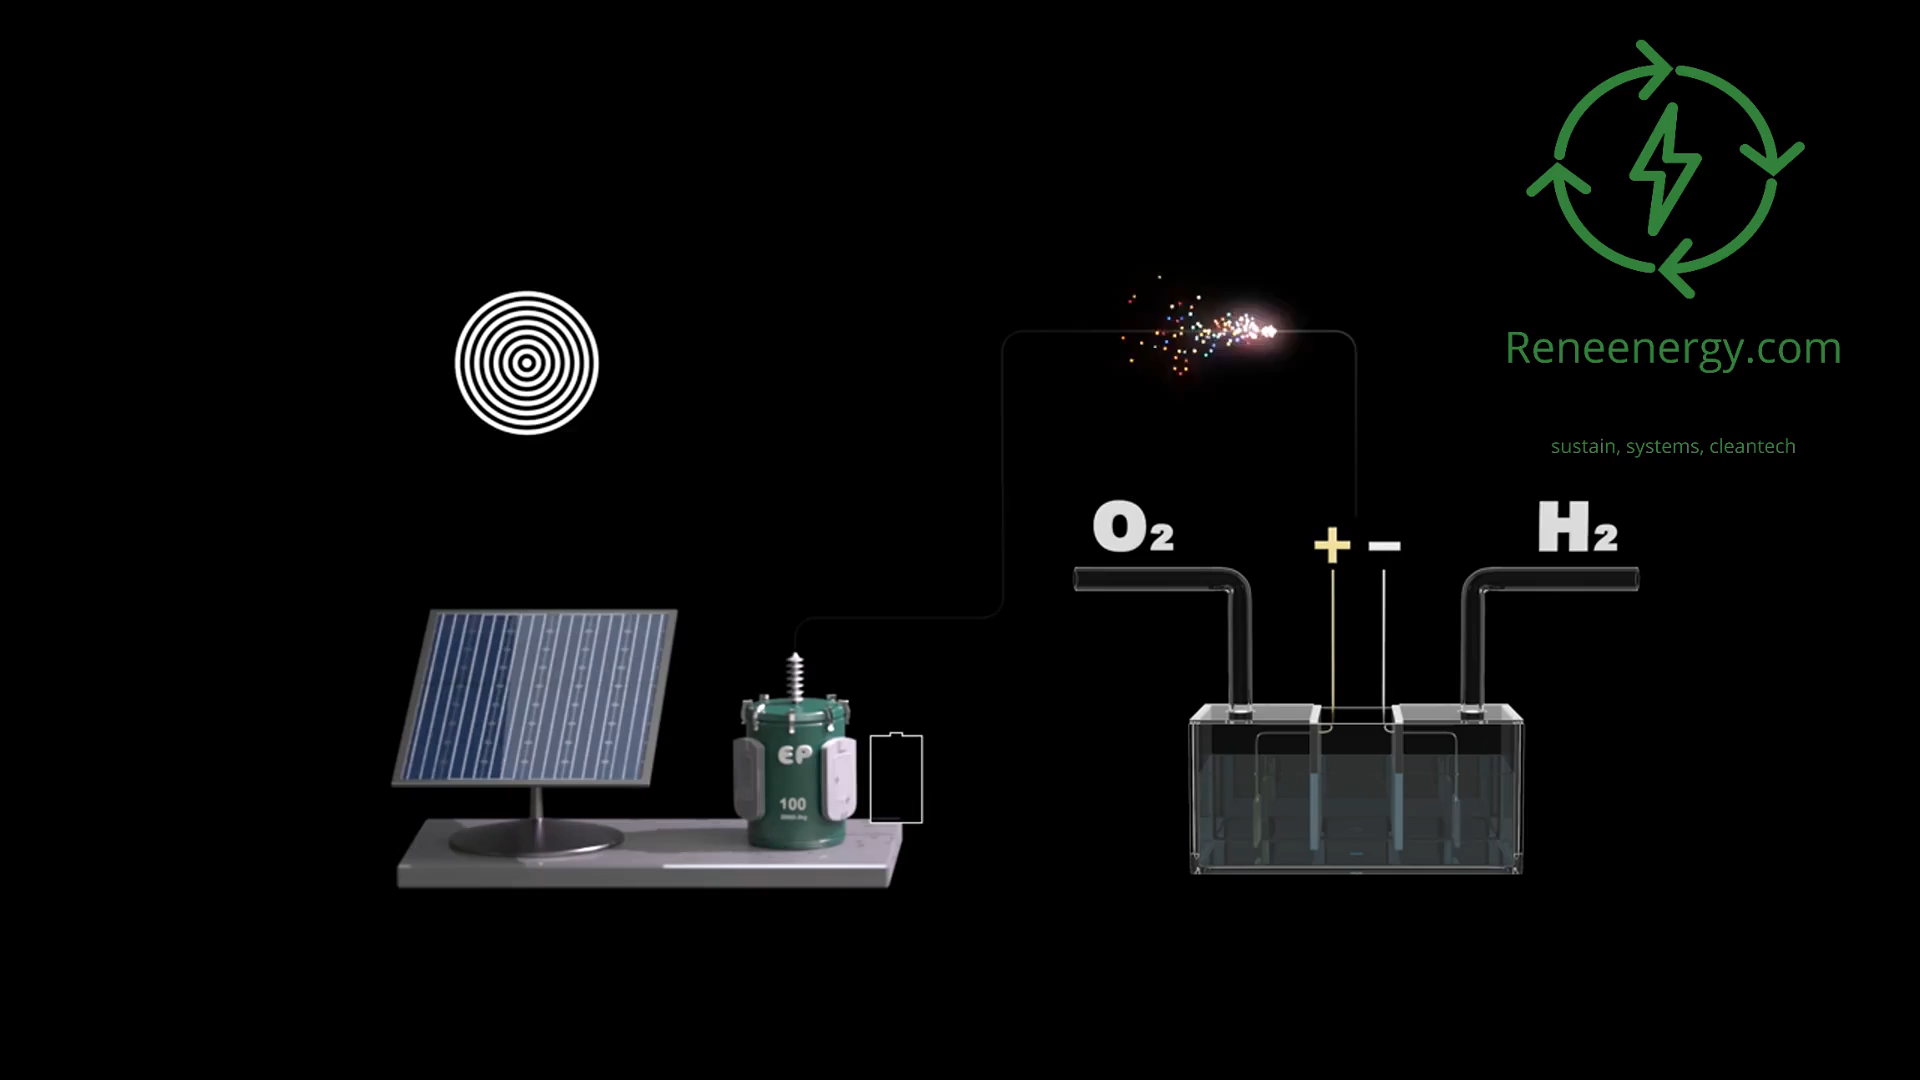 Reneenergy.com
sustain, systems, cleantech
O₂
+ −
H₂
EP
100